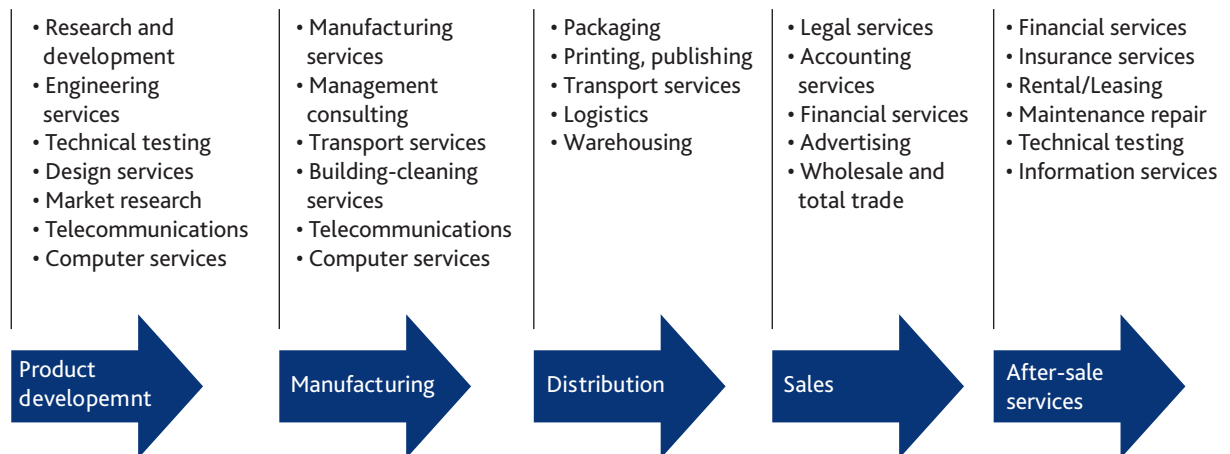 • Research and
development
• Engineering
services
• Technical testing
• Design services
• Market research
• Telecommunications
• Computer services
• Manufacturing
services
• Management
consulting
• Transport services
• Building-cleaning
services
• Telecommunications
• Computer services
• Packaging
• Printing, publishing
• Transport services
• Logistics
• Warehousing
• Legal services
• Accounting
services
• Financial services
• Advertising
• Wholesale and
total trade
• Financial services
• Insurance services
• Rental/Leasing
• Maintenance repair
• Technical testing
• Information services
Product
developemnt
Manufacturing
Distribution
Sales
After-sale
services